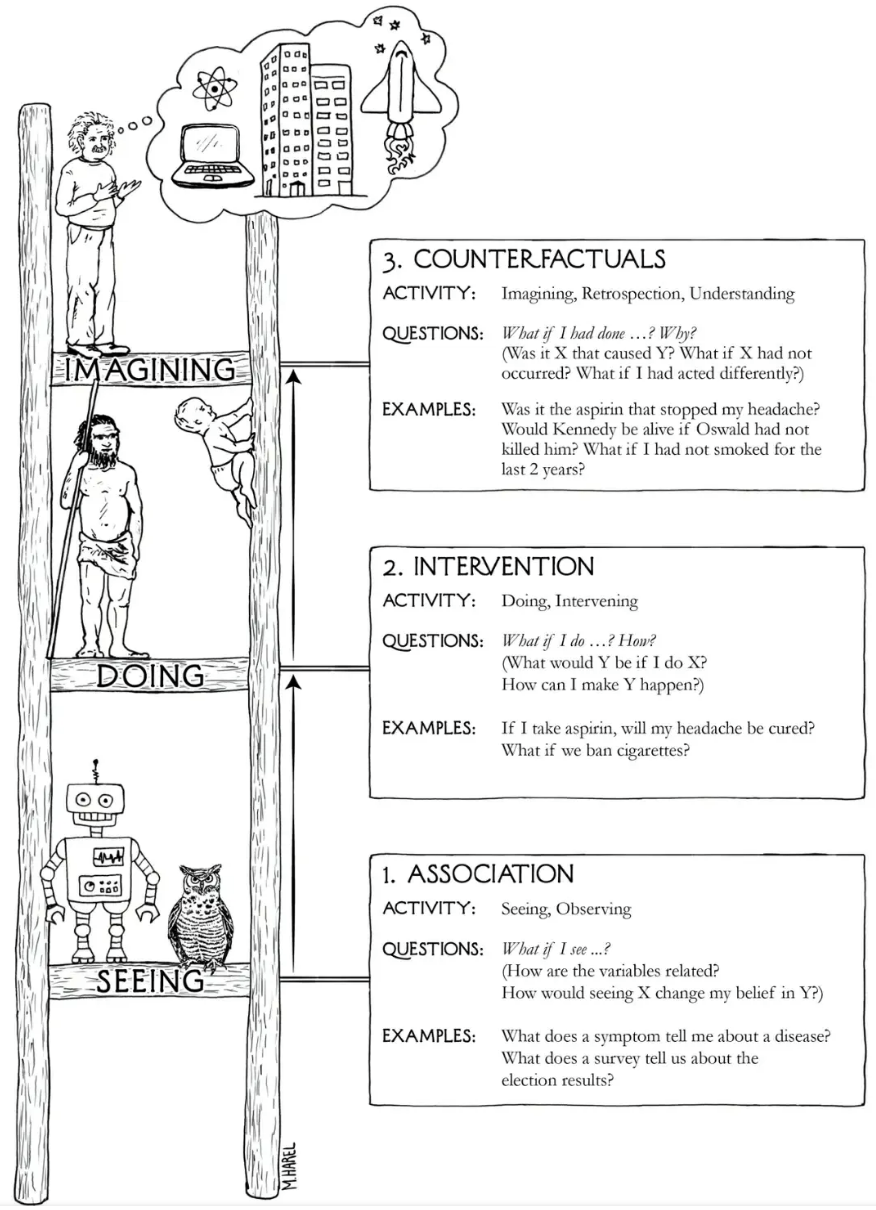 3. COUNTERFACTUALS
ACTIVITY: Imagining, Retrospection, Understanding
QUESTIONS: What if I had done …? Why?
(Was it X that caused Y? What if X had not
occurred? What if I had acted differently?)
EXAMPLES: Was it the aspirin that stopped my headache?
Would Kennedy be alive if Oswald had not
killed him? What if I had not smoked for the
last 2 years?
IMAGINING
2. INTERVENTION
ACTIVITY: Doing, Intervening
QUESTIONS: What if I do …? How?
(What would Y be if I do X?
How can I make Y happen?)
EXAMPLES: If I take aspirin, will my headache be cured?
What if we ban cigarettes?
DOING
1. ASSOCIATION
ACTIVITY: Seeing, Observing
QUESTIONS: What if I see ...?
(How are the variables related?
How would seeing X change my belief in Y?)
EXAMPLES: What does a symptom tell me about a disease?
What does a survey tell us about the
election results?
SEEING
M.HAREL